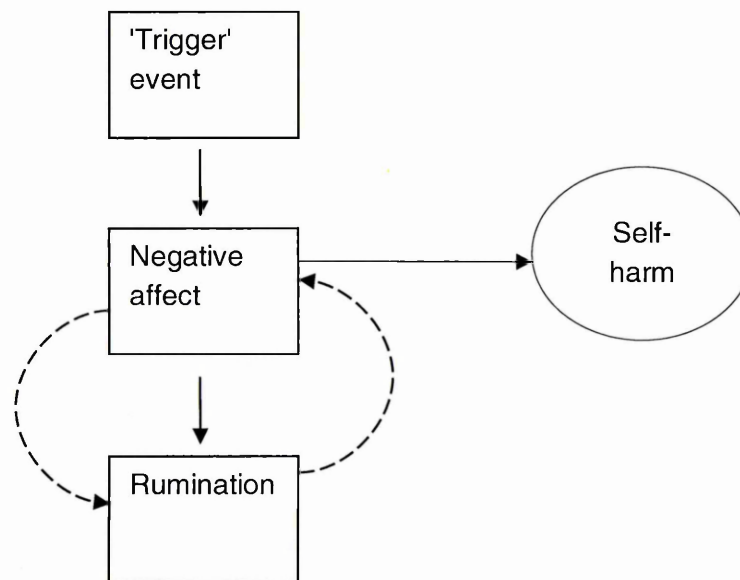 'Trigger'
event
Negative
affect
Self-
harm
Rumination